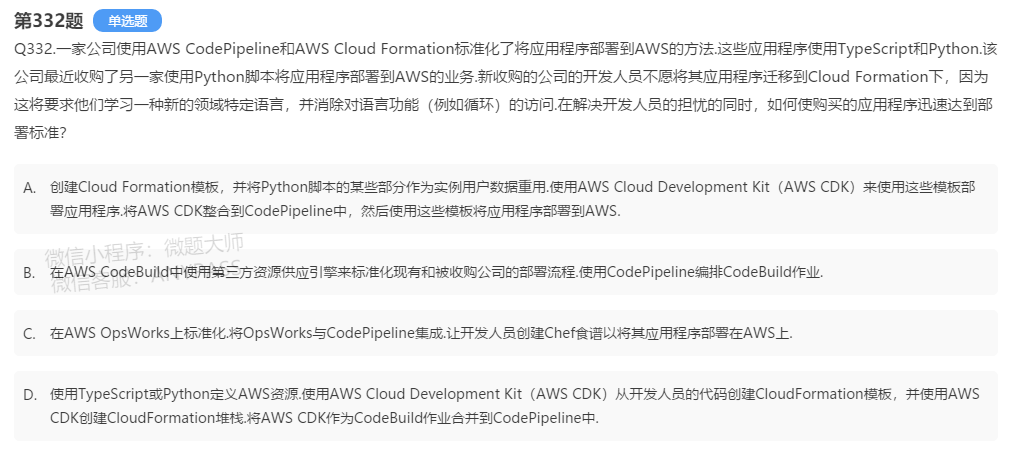 第332题 单选题
Q332.一家公司使用AWS CodePipeline和AWS Cloud Formation标准化了将应用程序部署到AWS的方法.这些应用程序使用TypeScript和Python.该
公司最近收购了另一家使用Python脚本将应用程序部署到AWS的业务.新收购的公司的开发人员不愿将其应用程序迁移到Cloud Formation下，因为
这将要求他们学习一种新的领域特定语言，并消除对语言功能（例如循环）的访问.在解决开发人员的担忧的同时，如何使购买的应用程序迅速达到部
署标准?
A. 创建Cloud Formation模板，并将Python脚本的某些部分作为实例用户数据重用.使用AWS Cloud Development Kit（AWS CDK）来使用这些模板部
署应用程序.将AWS CDK整合到CodePipeline中，然后使用这些模板将应用程序部署到AWS.
微信小程序：微题大师
B. 在AWS CodeBuild中使用第三方资源供应引擎来标准化现有和被收购公司的部署流程.使用CodePipeline编排CodeBuild作业.
微信客服：
C. 在AWS OpsWorks上标准化.将OpsWorks与CodePipeline集成.让开发人员创建Chef食谱以将其应用程序部署在AWS上.
D. 使用TypeScript或Python定义AWS资源.使用AWS Cloud Development Kit（AWS CDK）从开发人员的代码创建CloudFormation模板，并使用AWS
CDK创建CloudFormation堆栈.将AWS CDK作为CodeBuild作业合并到CodePipeline中.